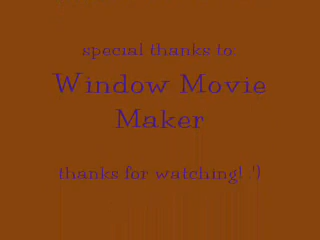 special thanks to:
Window Movie
Maker
thanks for watching! :')